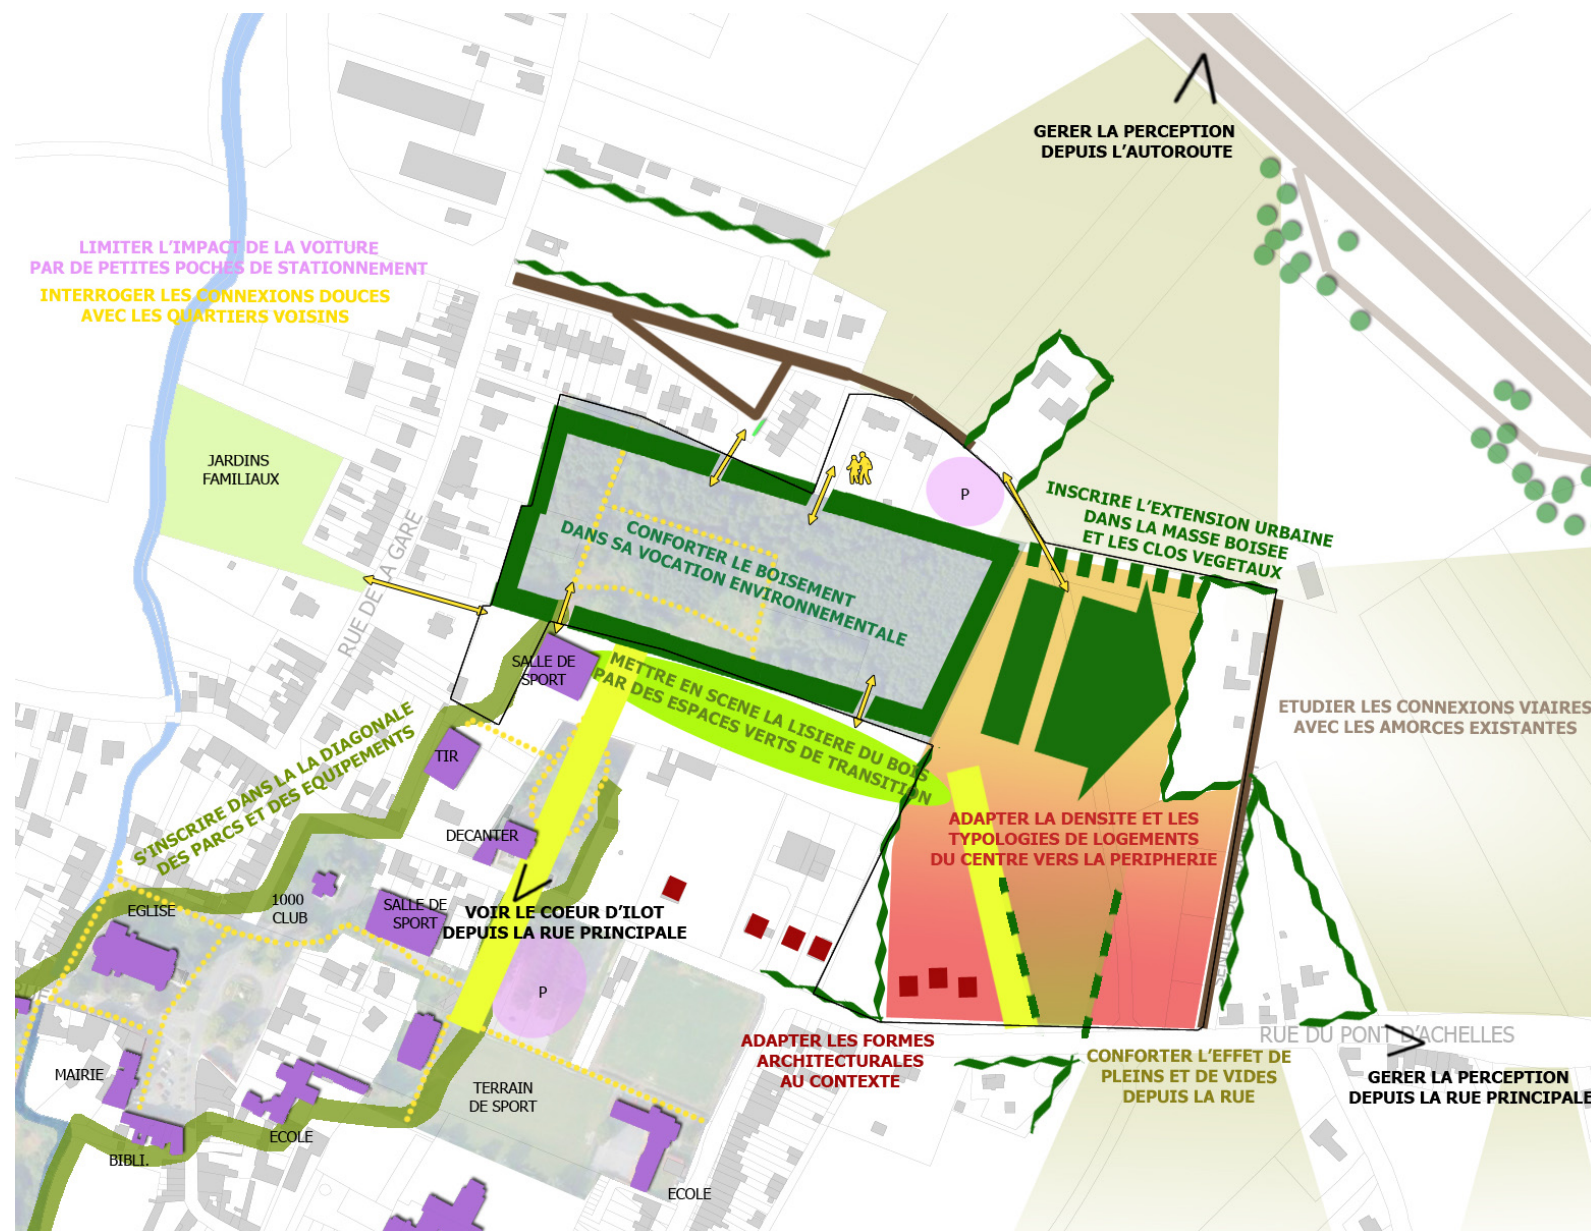 GERER LA PERCEPTION
DEPUIS L'AUTOROUTE
LIMITER L'IMPACT DE LA VOITURE
PAR DE PETITES POCHES DE STATIONNEMENT
INTERROGER LES CONNEXIONS DOUCES
AVEC LES QUARTIERS VOISINS
JARDINS
FAMILIAUX
RUE DE LA GARE
P
INSCRIRE L'EXTENSION URBAINE
DANS LA MASSE BOISEE
ET LES CLOS VEGETAUX
CONFORTER LE BOISEMENT
DANS SA VOCATION ENVIRONNEMENTALE
SALLE DE
SPORT
METTRE EN SCENE LA LISIERE DU BOIS
PAR DES ESPACES VERTS DE TRANSITION
ETUDIER LES CONNEXIONS VIAIRES
AVEC LES AMORCES EXISTANTES
S'INSCRIRE DANS LA LA DIAGONALE
DES PARCS ET DES EQUIPEMENTS
TIR
DECANTER
ADAPTER LA DENSITE ET LES
TYPOLOGIES DE LOGEMENTS
DU CENTRE VERS LA PERIPHERIE
EGLISE
1000
CLUB
SALLE DE
SPORT
VOIR LE COEUR D'ILOT
DEPUIS LA RUE PRINCIPALE
P
SENTIER
RUE DU PONT D'ACHELLES
ADAPTER LES FORMES
ARCHITECTURALES
AU CONTEXTE
CONFORTER L'EFFET DE
PLEINS ET DE VIDES
DEPUIS LA RUE
GERER LA PERCEPTION
DEPUIS LA RUE PRINCIPALE
MAIRIE
TERRAIN
DE SPORT
ECOLE
BIBLI.
ECOLE